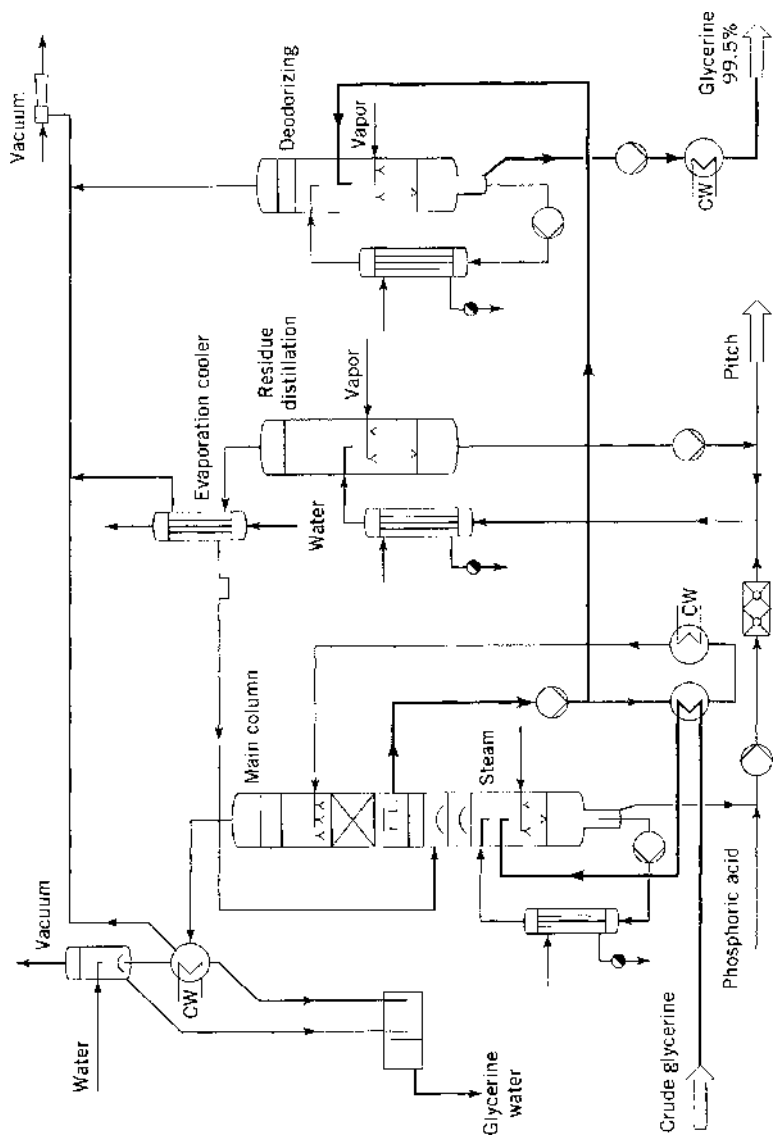 Vacuum
Water
CW
Glycerine
water
Crude glycerine
Main column
Steam
Phosphoric acid
CW
Evaporation cooler
Water
Residue
distillation
Vapor
Pitch
Vacuum
Deodorizing
Vapor
CW
Glycerine
99.5%